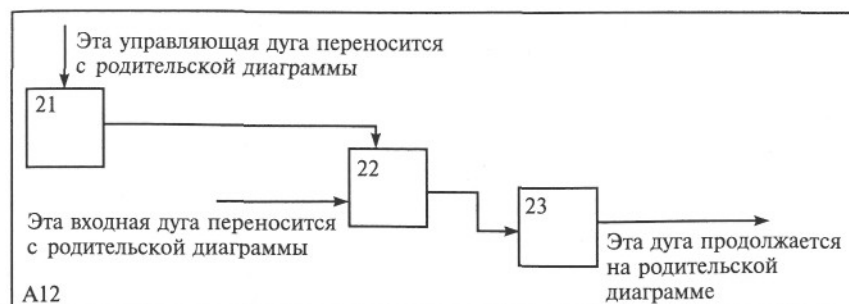 Эта управляющая дуга переносится
с родительской диаграммы
21
22
23
Эта входная дуга переносится
с родительской диаграммы
Эта дуга продолжается
на родительской
диаграмме
А12